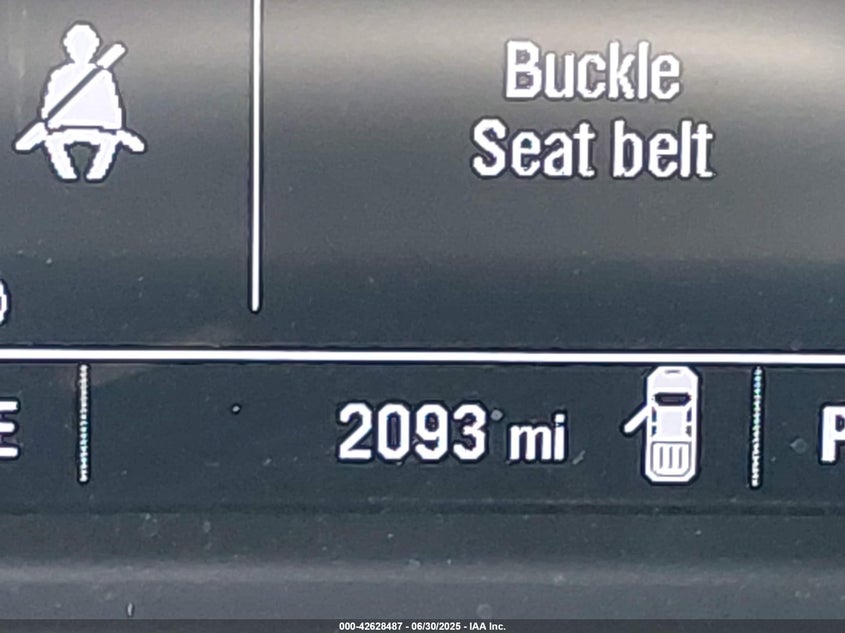 Buckle
Seat belt
E
2093 mi
P
000-42628487 - 06/30/2025 - IAA Inc.